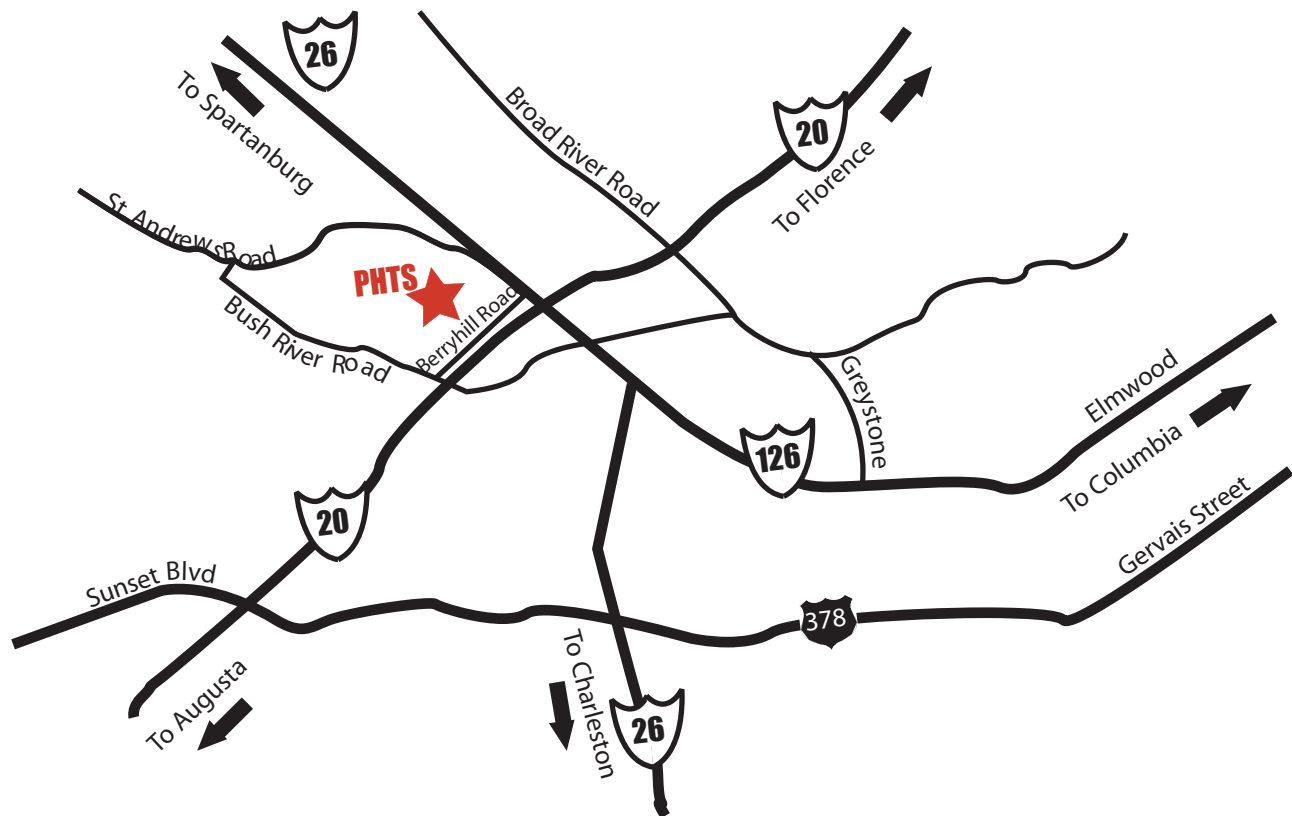 26
To Spartanburg
Broad River Road
20
To Florence
St Andrews Road
PHTS
Berryhill Road
Bush River Road
Greystone
Elmwood
To Columbia
126
20
Gervais Street
Sunset Blvd
378
To Augusta
To Charleston
26